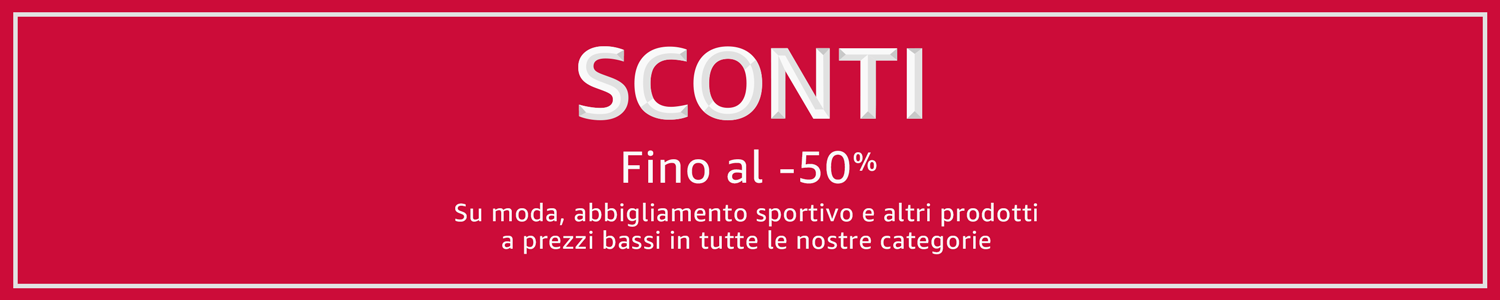 SCONTI
Fino al -50%
Su moda, abbigliamento sportivo e altri prodotti
a prezzi bassi in tutte le nostre categorie